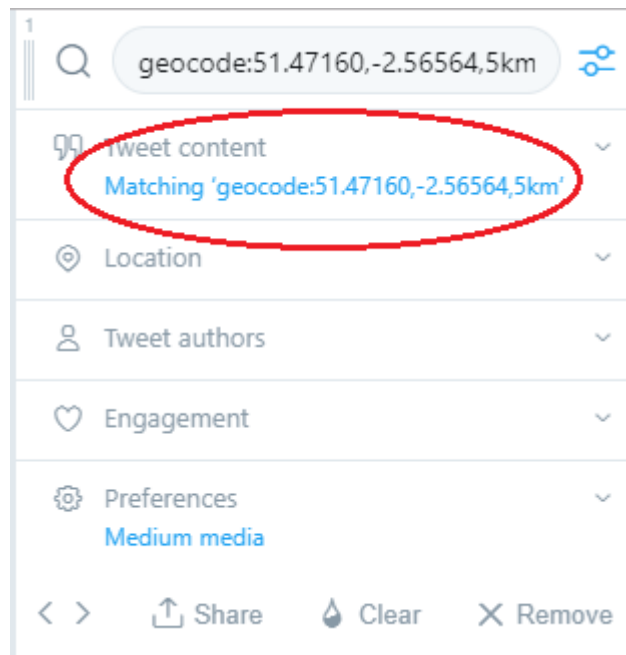 1
geocode:51.47160,-2.56564,5km
Tweet content
Matching 'geocode:51.47160,-2.56564,5km'
Location
Tweet authors
Engagement
Preferences
Medium media
Share Clear Remove